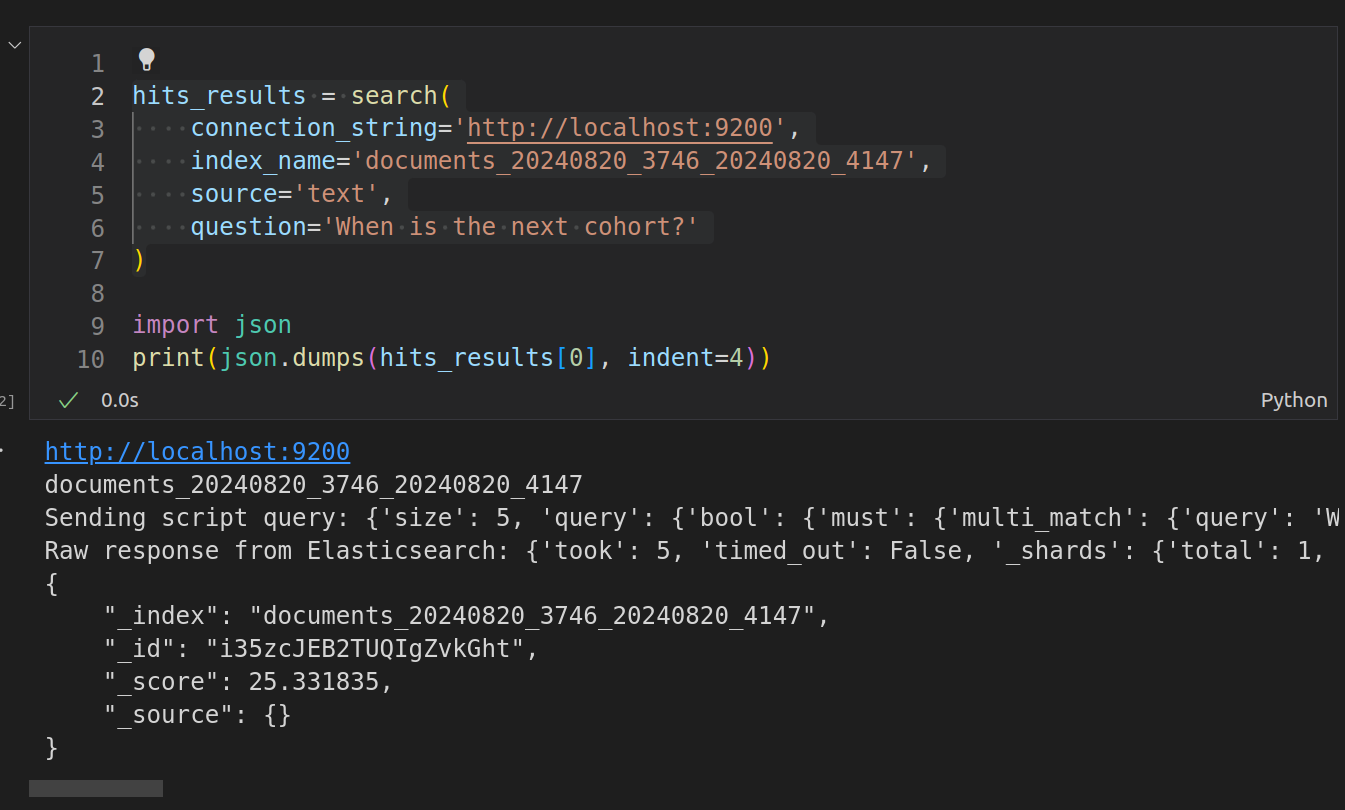 1
2 hits_results = search(
3     connection_string='http://localhost:9200',
4     index_name='documents_20240820_3746_20240820_4147',
5     source='text',
6     question='When is the next cohort?'
7 )
8
9 import json
10 print(json.dumps(hits_results[0], indent=4))
2] 0.0s Python
http://localhost:9200
documents_20240820_3746_20240820_4147
Sending script query: {'size': 5, 'query': {'bool': {'must': {'multi_match': {'query': 'W
Raw response from Elasticsearch: {'took': 5, 'timed_out': False, '_shards': {'total': 1,
{
    "_index": "documents_20240820_3746_20240820_4147",
    "_id": "i35zcJEB2TUQIgZvkGht",
    "_score": 25.331835,
    "_source": {}
}